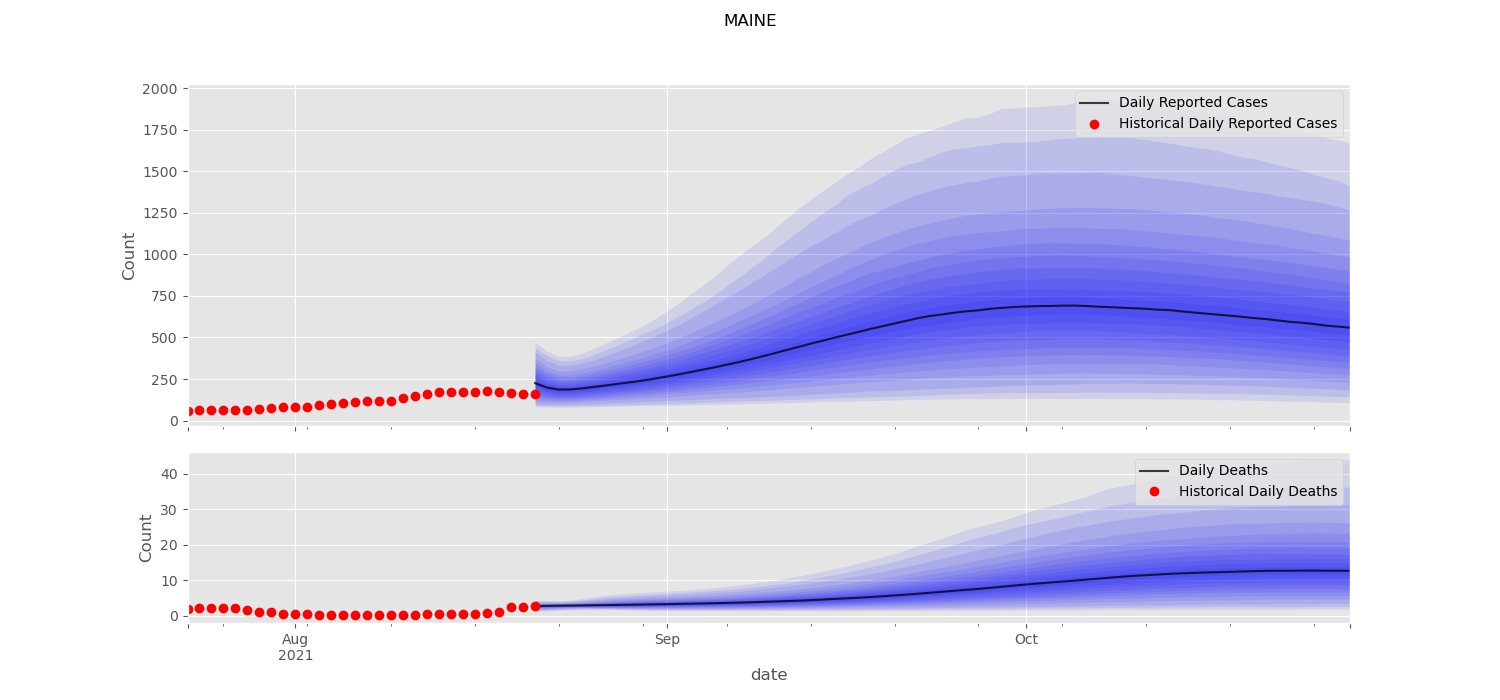 MAINE
2000
1750
1500
1250
1000
750
500
250
0
Count
Daily Reported Cases
Historical Daily Reported Cases
40
30
20
10
0
Count
Daily Deaths
Historical Daily Deaths
Aug
2021
Sep
Oct
date